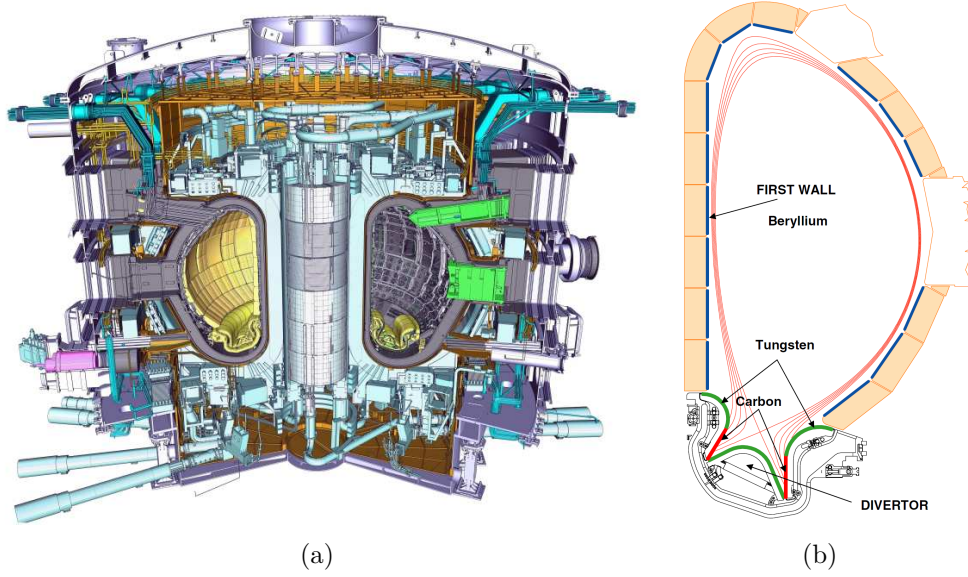 FIRST WALL
Beryllium
Tungsten
Carbon
DIVERTOR
(a)
(b)